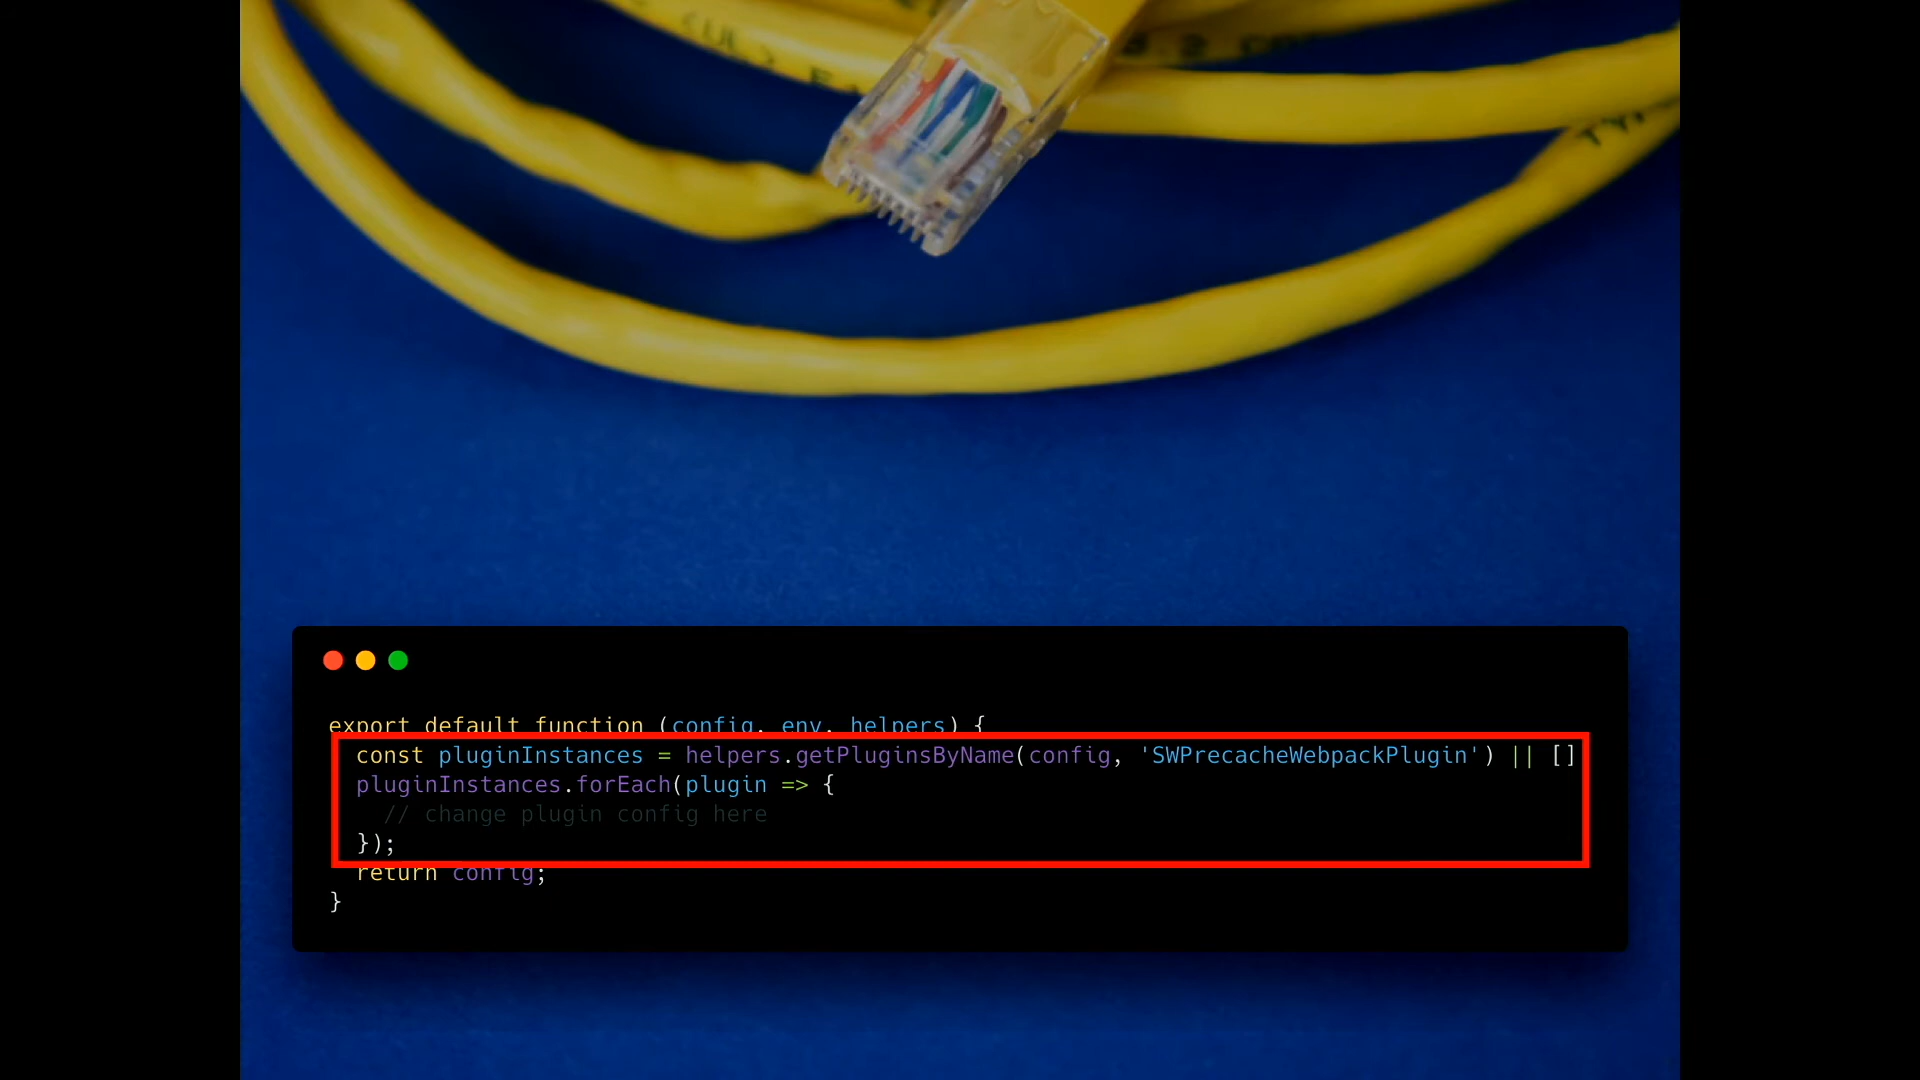 (UL) E
export default function (config, env, helpers) {
const pluginInstances = helpers.getPluginsByName(config, 'SWPrecacheWebpackPlugin') || []
pluginInstances.forEach(plugin => {
// change plugin config here
});
return config;
}